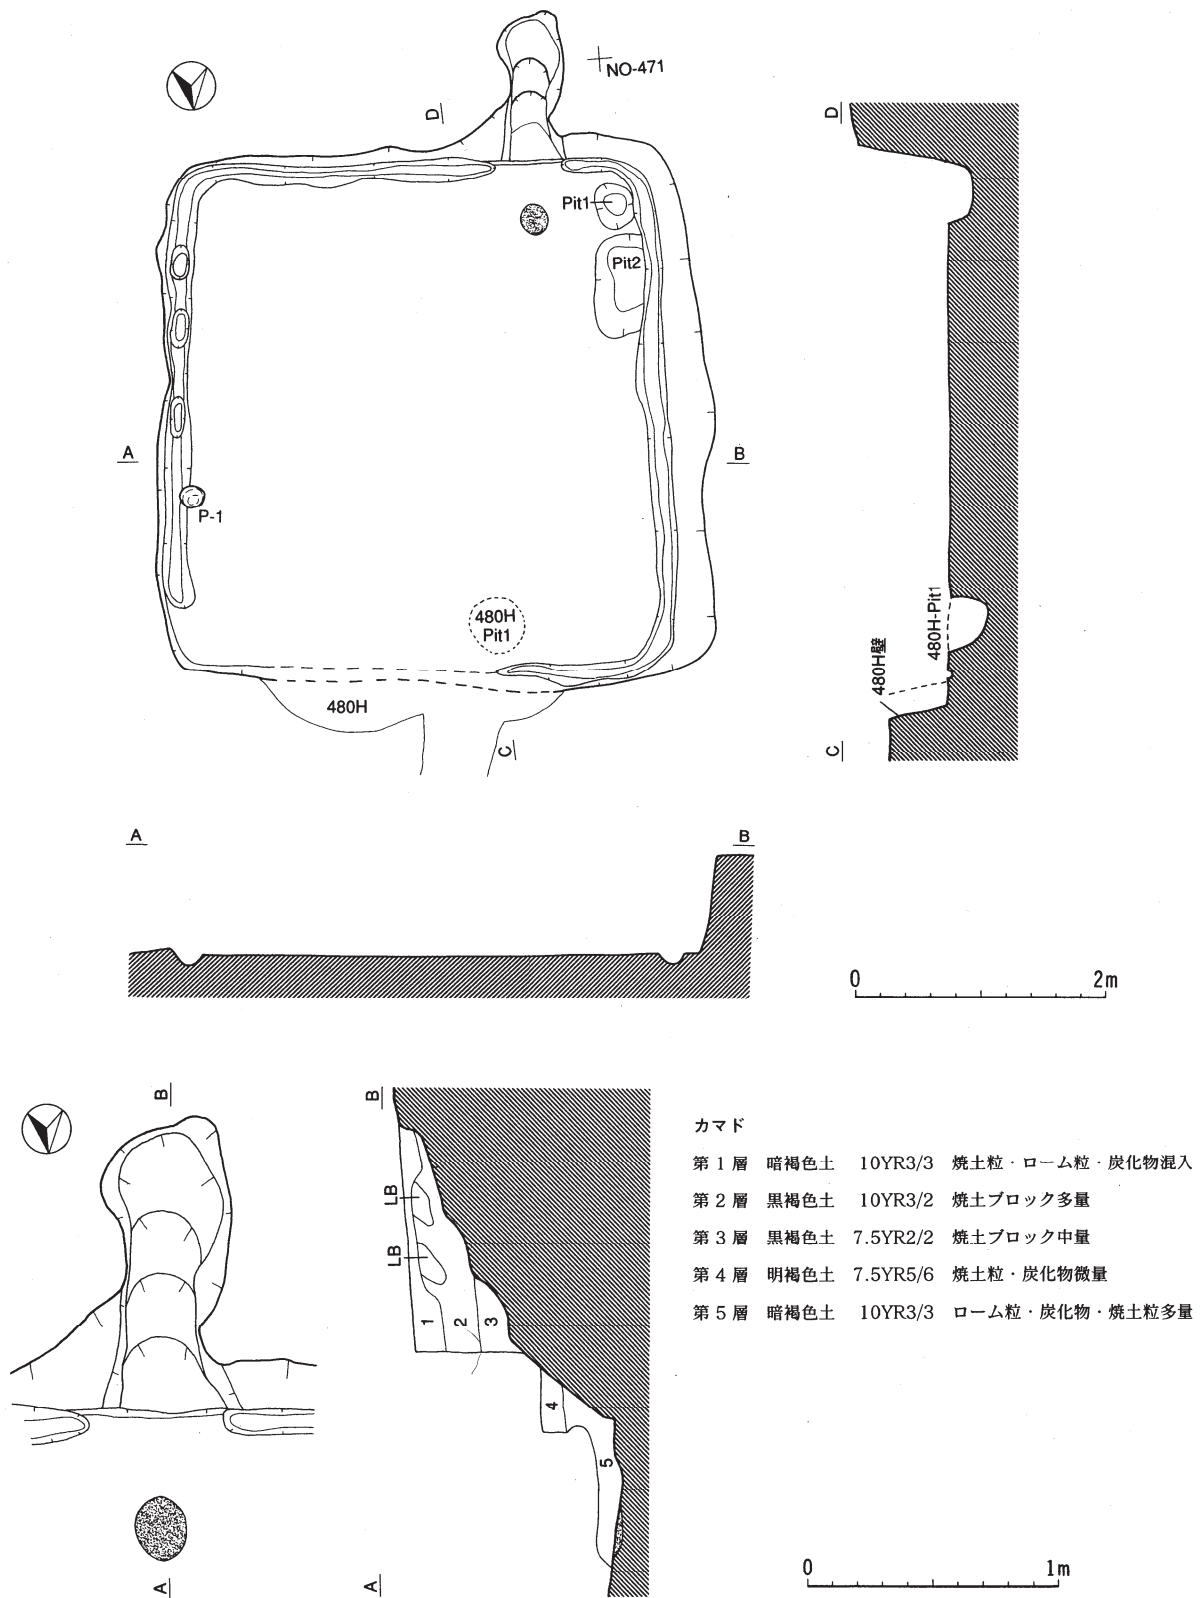 NO-471
D
Pit1
Pit2
A
B
P-1
480H
Pit1
480H
C
D
480H-Pit1
480H壁
C
A
B
0 2m
B
A
B
LB
LB
1
2
3
4
5
A
カマド
第1層 暗褐色土 10YR3/3 焼土粒・ローム粒・炭化物混入
第2層 黒褐色土 10YR3/2 焼土ブロック多量
第3層 黒褐色土 7.5YR2/2 焼土ブロック中量
第4層 明褐色土 7.5YR5/6 焼土粒・炭化物微量
第5層 暗褐色土 10YR3/3 ローム粒・炭化物・焼土粒多量
0 1m